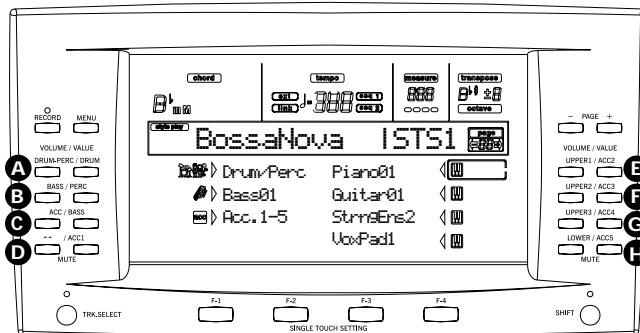 chord tempo measure transpose
ext seq 1
link seq 2
octave
RECORD MENU
- PAGE +
style play BossaNova |STS1 page
VOLUME / VALUE
VOLUME / VALUE
A DRUM-PERC / DRUM
Drum/Perc Piano01
UPPER1 / ACC2 E
B BASS / PERC
Bass01 Guitar01
UPPER2 / ACC3 F
C ACC / BASS
acc Acc.1-5 StrngEns2
UPPER3 / ACC4 G
D -- / ACC1
VoxPad1
LOWER / ACC5 H
MUTE
MUTE
TRK.SELECT
F-1 F-2 F-3 F-4
SHIFT
SINGLE TOUCH SETTING